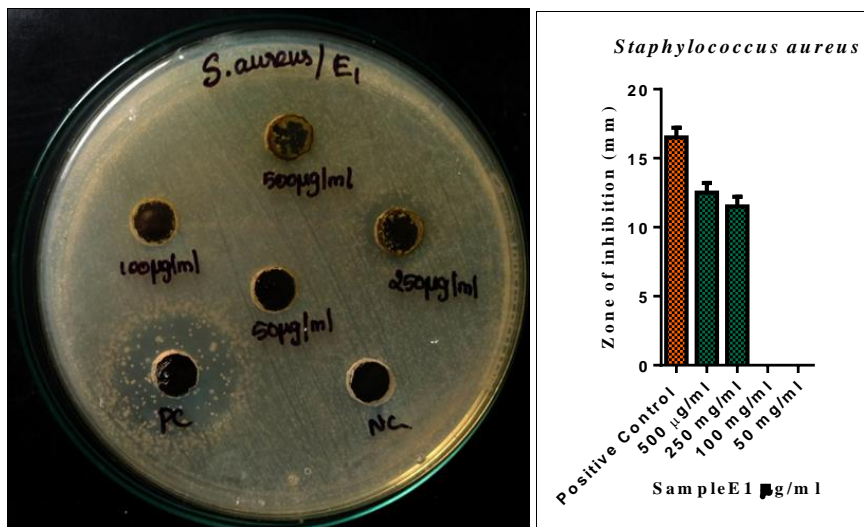 S. aureus / E1
500µg/ml
100µg/ml
250µg/ml
50µg/ml
PC
NC
Staphylococcus aureus
Zone of inhibition (mm)
20
15
10
5
0
Positive Control
500 µg/ml
250 mg/ml
100 mg/ml
50 mg/ml
SampleE1 µg/ml